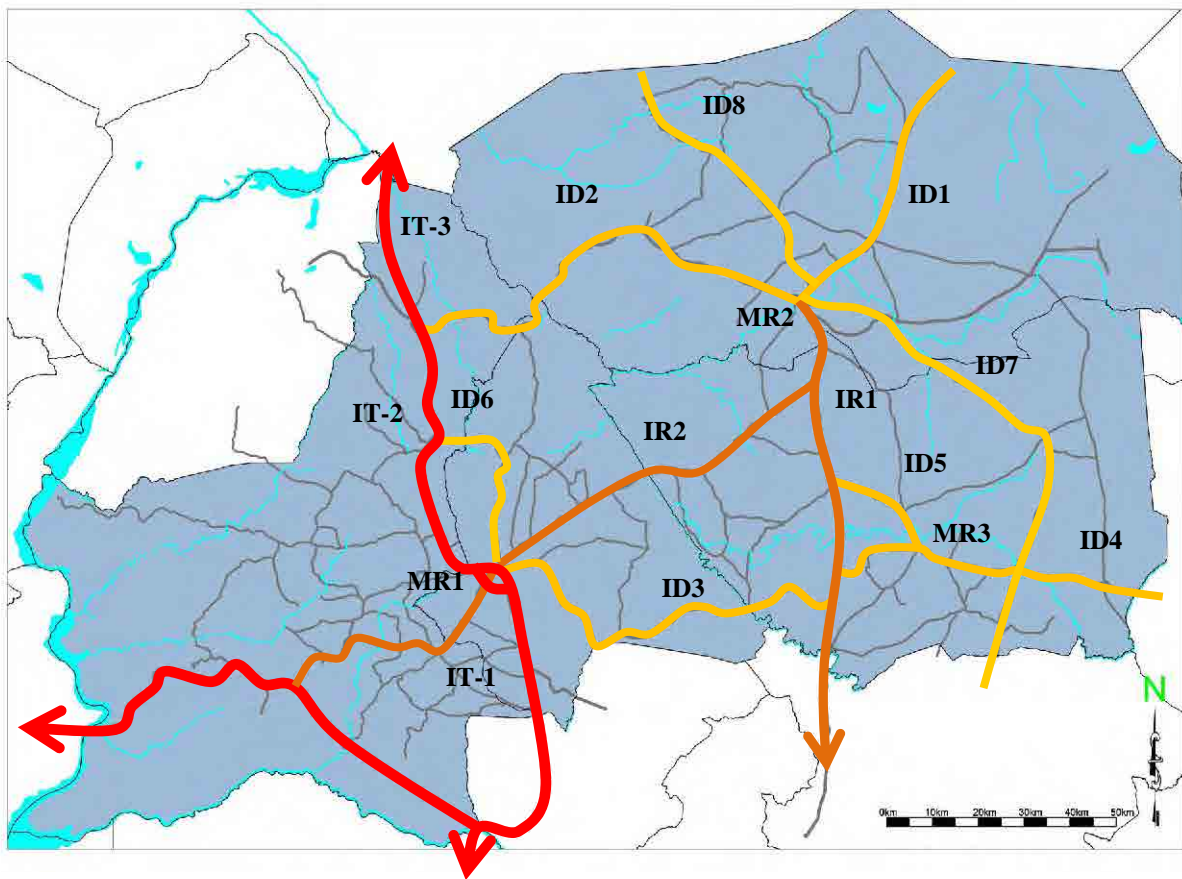 ID8
ID2
ID1
IT-3
MR2
ID7
IT-2
ID6
IR1
IR2
ID5
MR3
ID4
MR1
ID3
IT-1
N
0km 10km 20km 30km 40km 50km